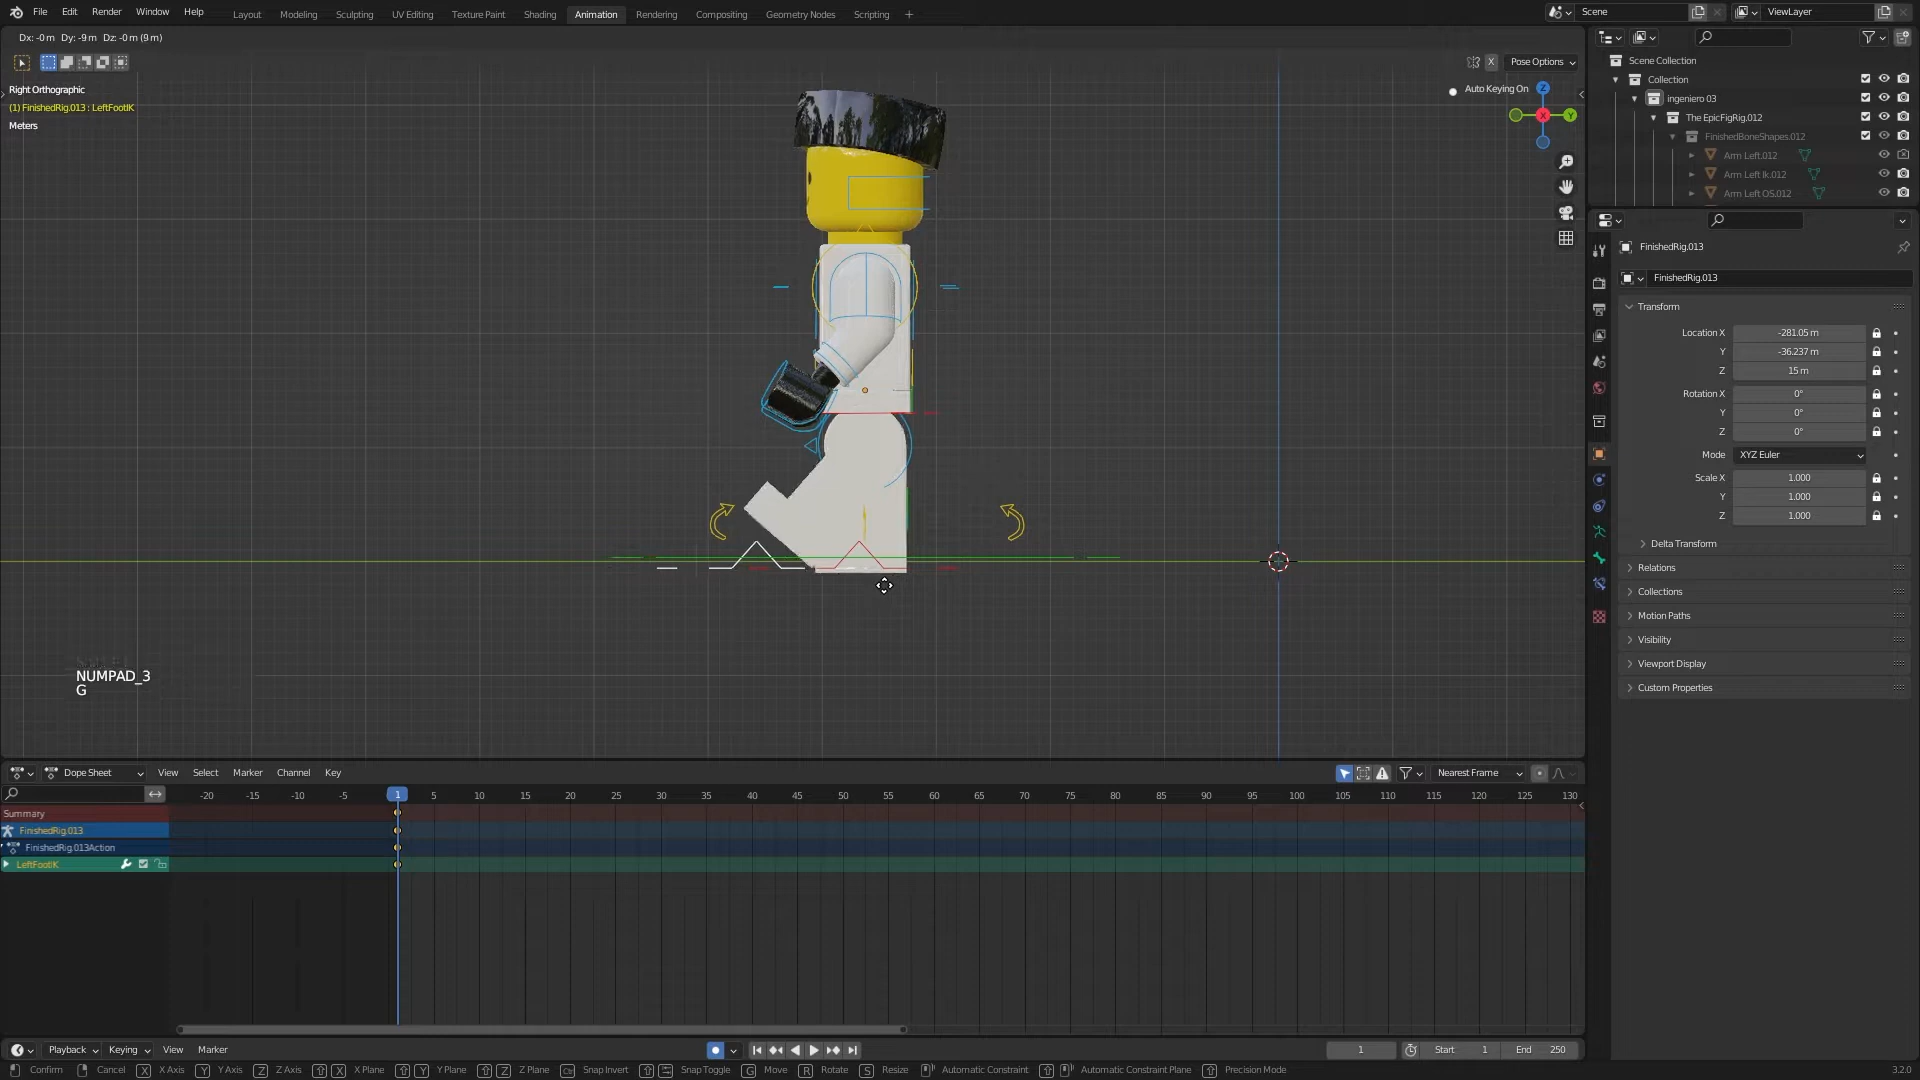 File Edit Render Window Help
Layout Modeling Sculpting UV Editing Texture Paint Shading Animation Rendering Compositing Geometry Nodes Scripting +
Scene
ViewLayer
Dx: -0 m Dy: -9 m Dz: -0 m (9 m)
X Pose Options
Right Orthographic
(1) FinishedRig.013 : LeftFootIK
Meters
Auto Keying On
Z
X
Y
Scene Collection
Collection
ingeniero 03
The EpicFigRig.012
FinishedBoneShapes.012
Arm Left.012
Arm Left Ik.012
Arm Left OS.012
FinishedRig.013
FinishedRig.013
Transform
Location X -281.05 m
Y -36.237 m
Z 15 m
Rotation X 0°
Y 0°
Z 0°
Mode XYZ Euler
Scale X 1.000
Y 1.000
Z 1.000
Delta Transform
Relations
Collections
Motion Paths
Visibility
Viewport Display
Custom Properties
NUMPAD_3
G
Dope Sheet View Select Marker Channel Key
Nearest Frame
-20 -15 -10 -5 1 5 10 15 20 25 30 35 40 45 50 55 60 65 70 75 80 85 90 95 100 105 110 115 120 125 130
Summary
FinishedRig.013
FinishedRig.013Action
LeftFootIK
Playback Keying View Marker
1 Start 1 End 250
Confirm Cancel X X Axis Y Y Axis Z Z Axis X X Plane Y Y Plane Z Z Plane Ctrl Snap Invert Snap Toggle G Move R Rotate S Resize Automatic Constraint Automatic Constraint Plane Precision Mode
3.2.0